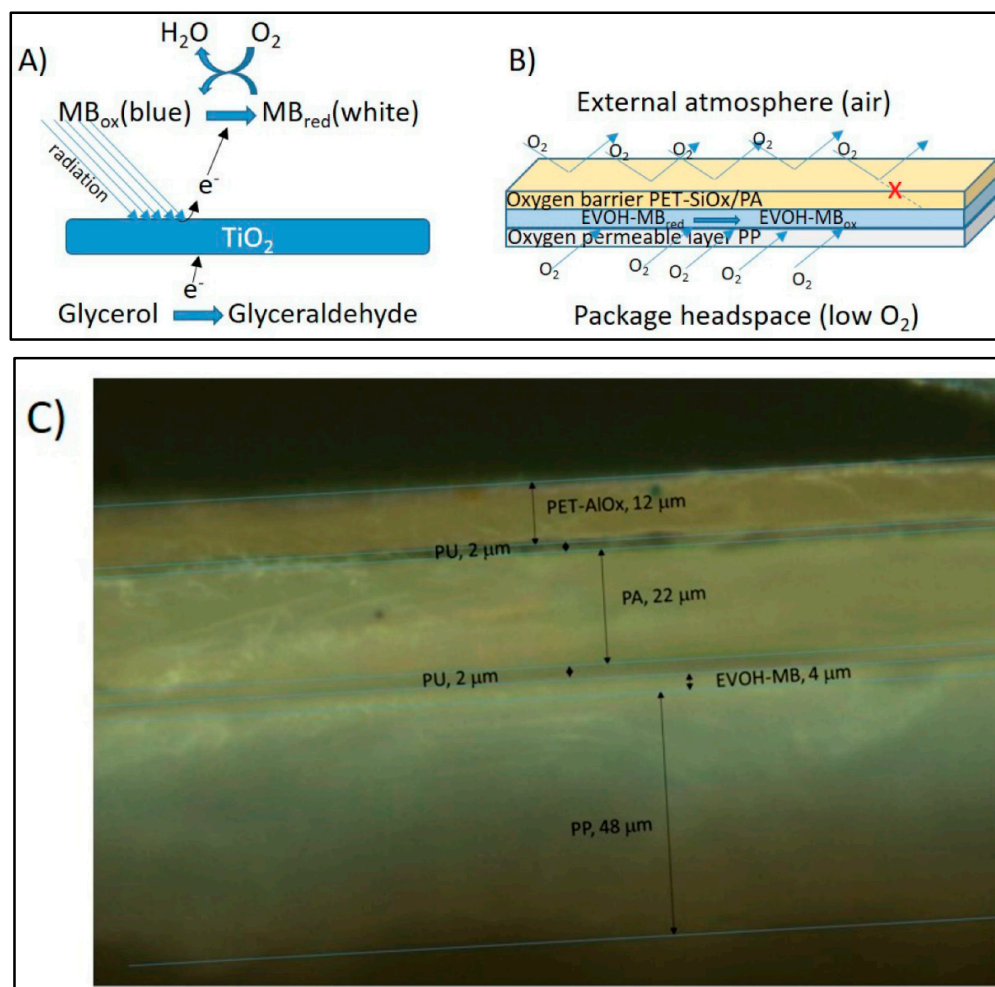 A)
H₂O O₂
MBox(blue) MBred(white)
radiation
e⁻
TiO₂
e⁻
Glycerol Glyceraldehyde
B)
External atmosphere (air)
O₂ O₂ O₂ O₂ O₂
X
Oxygen barrier PET-SiOx/PA
EVOH-MBred EVOH-MBox
Oxygen permeable layer PP
O₂ O₂ O₂ O₂ O₂
Package headspace (low O₂)
C)
PET-AlOx, 12 µm
PU, 2 µm
PA, 22 µm
PU, 2 µm
EVOH-MB, 4 µm
PP, 48 µm